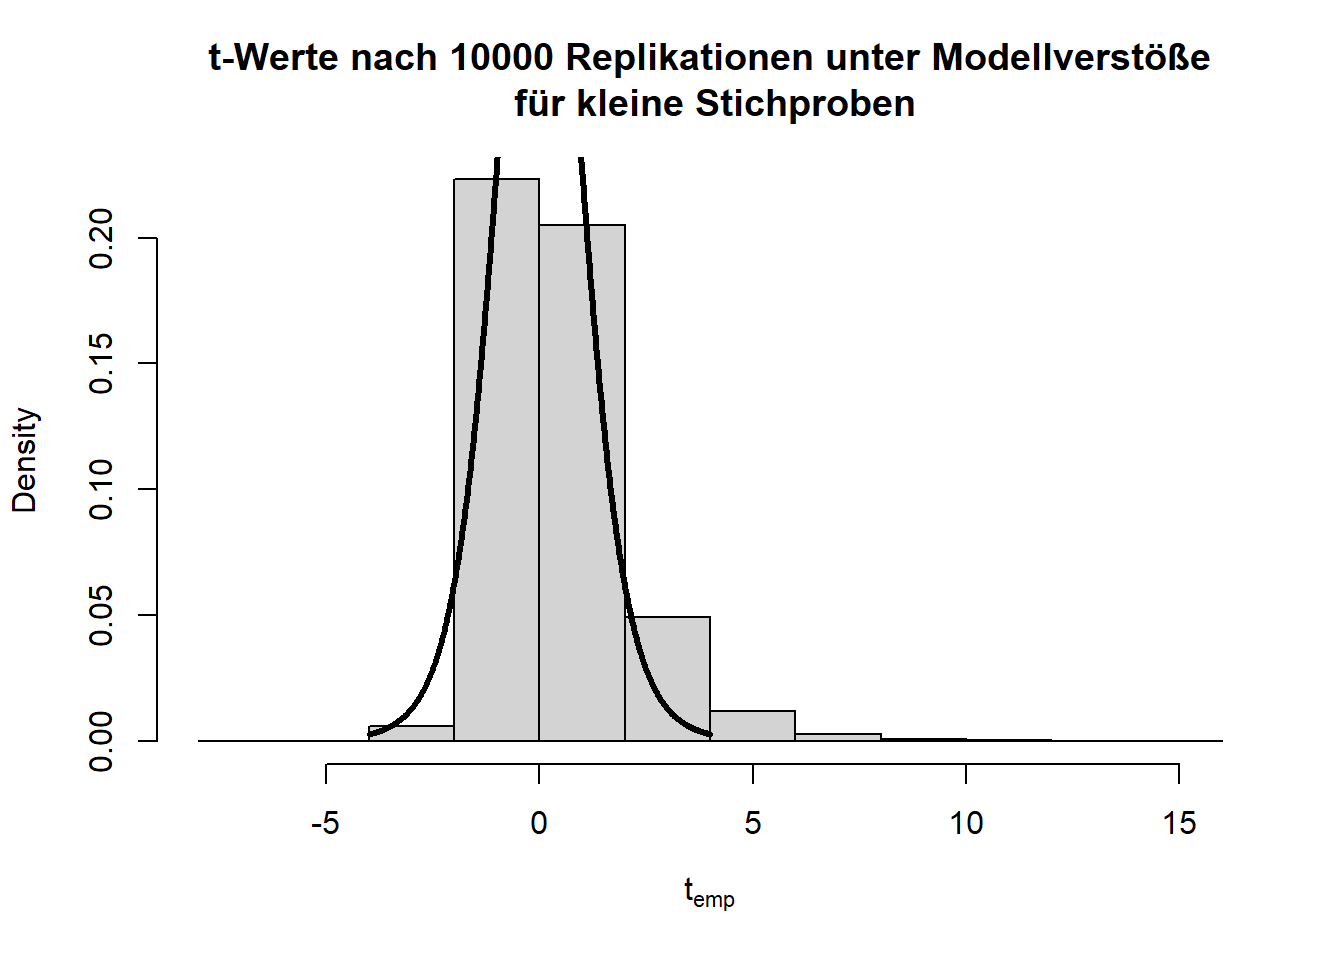 t-Werte nach 10000 Replikationen unter Modellverstöße
für kleine Stichproben
Density
0.00
0.05
0.10
0.15
0.20
-5
0
5
10
15
t_emp